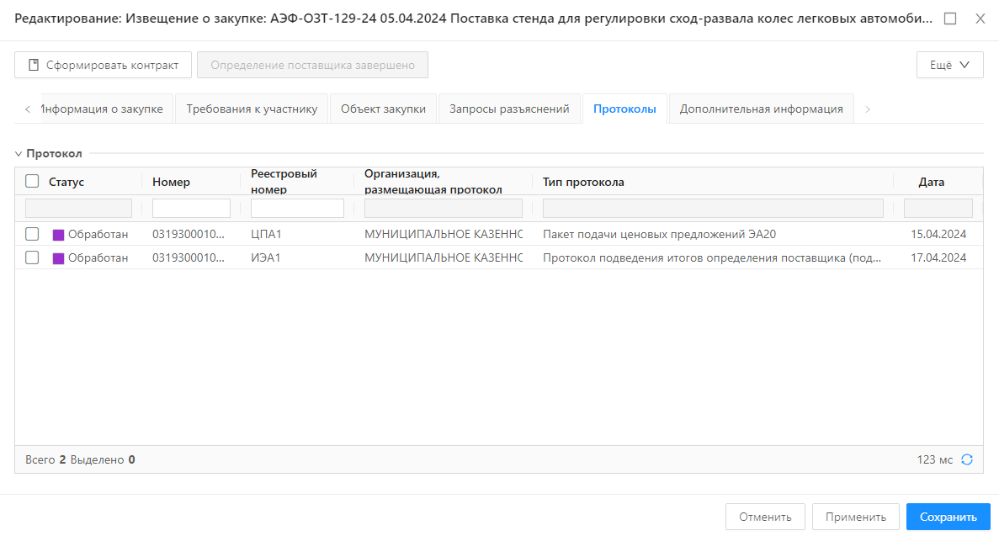 Редактирование: Извещение о закупке: АЭФ-ОЗТ-129-24 05.04.2024 Поставка стенда для регулировки сход-развала колес легковых автомоби...
Сформировать контракт Определение поставщика завершено Ещё
Информация о закупке Требования к участнику Объект закупки Запросы разъяснений Протоколы Дополнительная информация
Протокол
Статус Номер Реестровый номер Организация, размещающая протокол Тип протокола Дата
Обработан 0319300010... ЦПА1 МУНИЦИПАЛЬНОЕ КАЗЕННС Пакет подачи ценовых предложений ЭА20 15.04.2024
Обработан 0319300010... ИЭА1 МУНИЦИПАЛЬНОЕ КАЗЕННС Протокол подведения итогов определения поставщика (под... 17.04.2024
Всего 2 Выделено 0 123 мс
Отменить Применить Сохранить